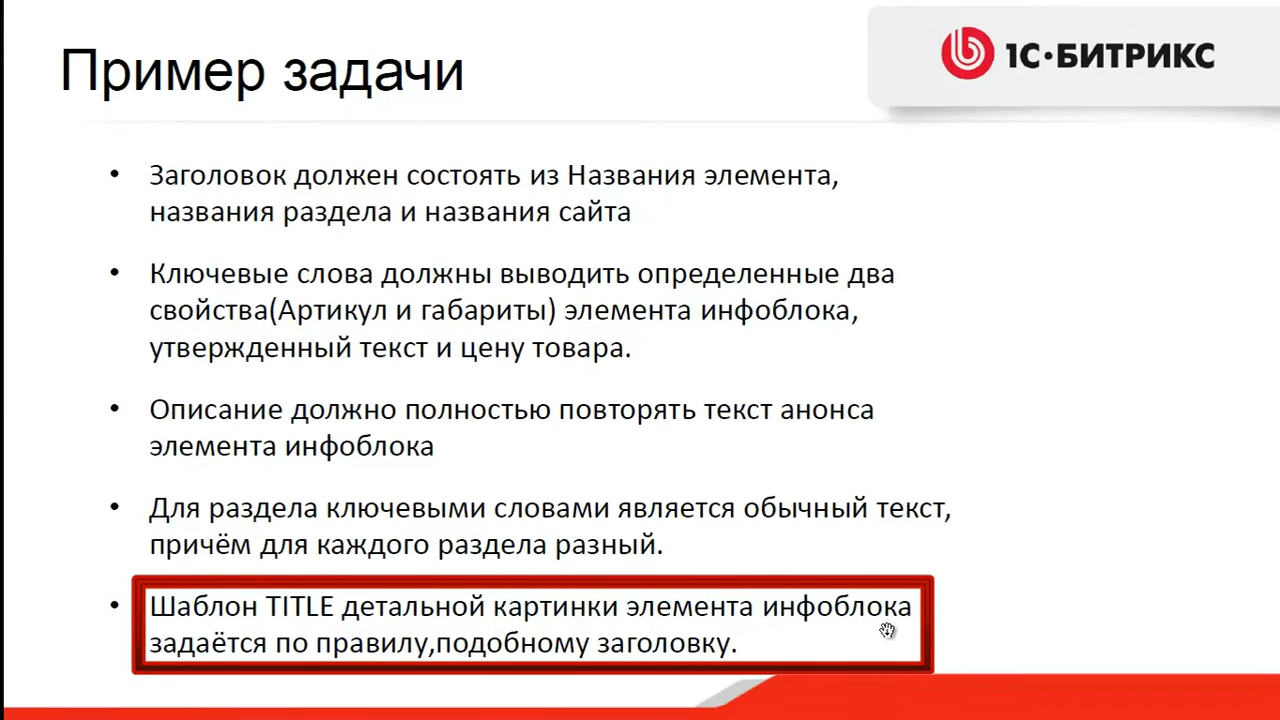 Пример задачи
1С·БИТРИКС
• Заголовок должен состоять из Названия элемента,
названия раздела и названия сайта
• Ключевые слова должны выводить определенные два
свойства(Артикул и габариты) элемента инфоблока,
утвержденный текст и цену товара.
• Описание должно полностью повторять текст анонса
элемента инфоблока
• Для раздела ключевыми словами является обычный текст,
причём для каждого раздела разный.
• Шаблон TITLE детальной картинки элемента инфоблока
задаётся по правилу,подобному заголовку.